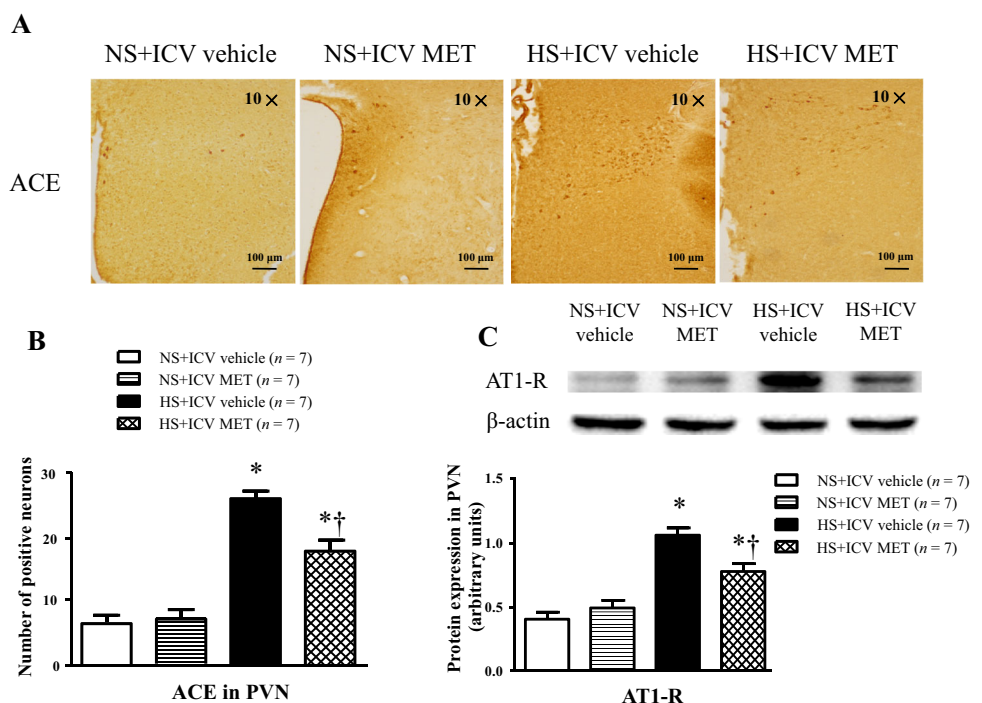 A
NS+ICV vehicle NS+ICV MET HS+ICV vehicle HS+ICV MET
10 × 10 × 10 × 10 ×
ACE
100 μm 100 μm 100 μm 100 μm
B
NS+ICV vehicle (n = 7)
NS+ICV MET (n = 7)
HS+ICV vehicle (n = 7)
HS+ICV MET (n = 7)
Number of positive neurons
30
20
10
0
*
*†
ACE in PVN
C
NS+ICV vehicle
NS+ICV MET
HS+ICV vehicle
HS+ICV MET
AT1-R
β-actin
Protein expression in PVN
(arbitrary units)
1.5
1.0
0.5
0.0
*
*†
NS+ICV vehicle (n = 7)
NS+ICV MET (n = 7)
HS+ICV vehicle (n = 7)
HS+ICV MET (n = 7)
AT1-R